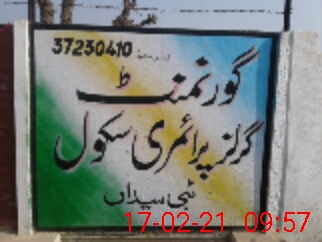 37230410
گورنمنٹ
گرلز پرائمری سکول
ٹبی سیداں
17-02-21 09:57